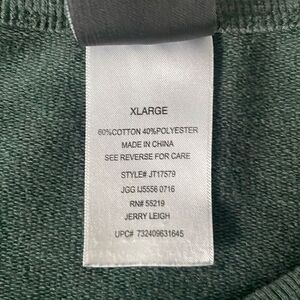 XLARGE
60%COTTON 40%POLYESTER
MADE IN CHINA
SEE REVERSE FOR CARE
STYLE# JT17579
JGG IJ5556 0716
RN# 55219
JERRY LEIGH
UPC# 732409631645